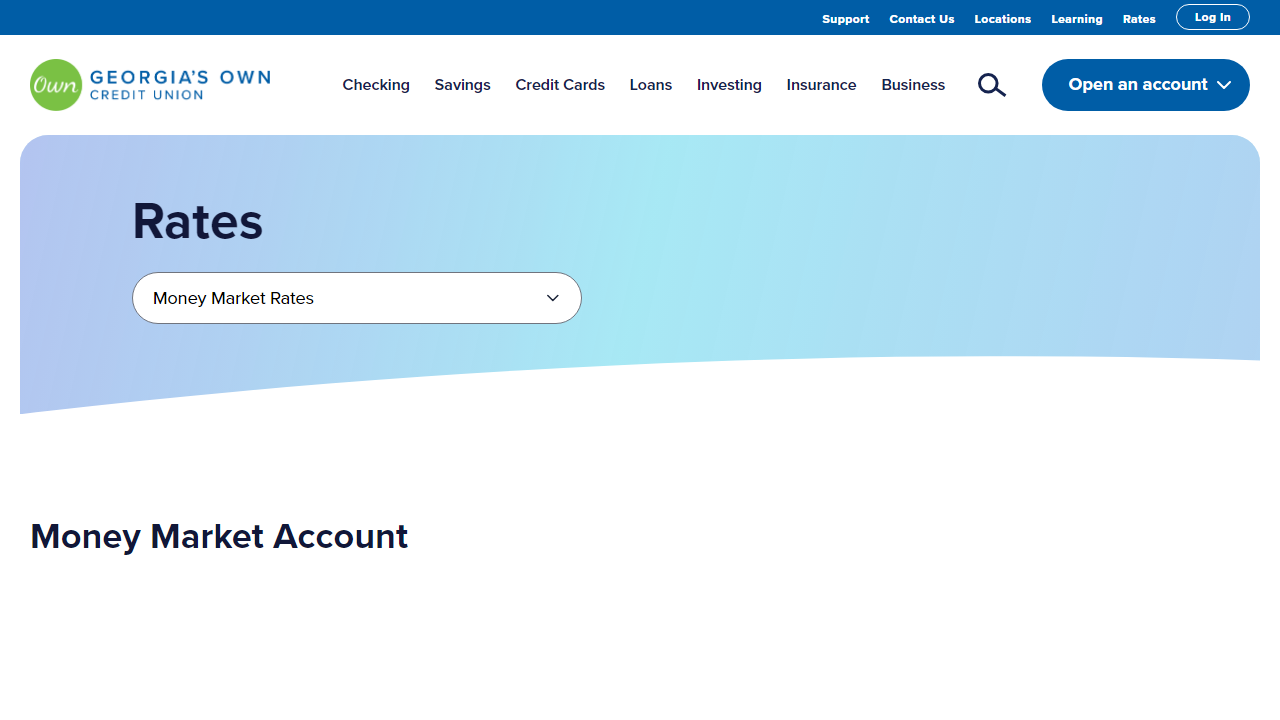 Support Contact Us Locations Learning Rates Log In
Own GEORGIA'S OWN
CREDIT UNION
Checking Savings Credit Cards Loans Investing Insurance Business Open an account
Rates
Money Market Rates
Money Market Account